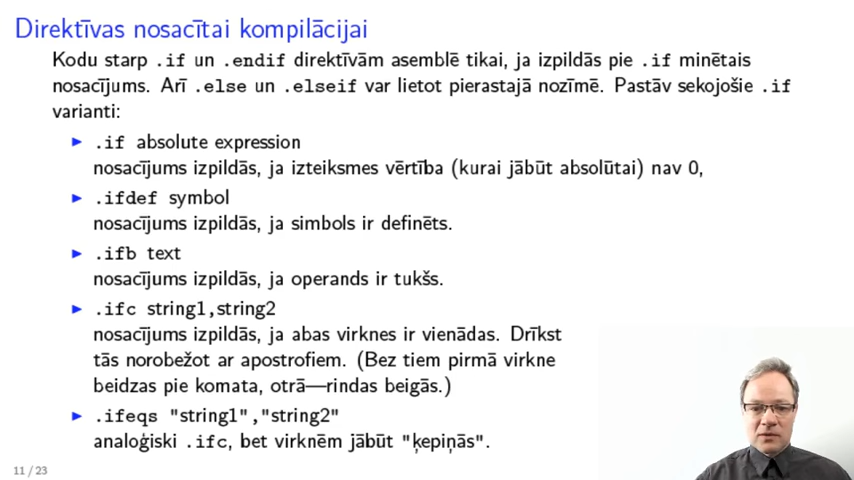 Direktīvas nosacītai kompilācijai
Kodu starp .if un .endif direktīvām asemblē tikai, ja izpildās pie .if minētais
nosacījums. Arī .else un .elseif var lietot pierastajā nozīmē. Pastāv sekojošie .if
varianti:
▶ .if absolute expression
nosacījums izpildās, ja izteiksmes vērtība (kurai jābūt absolūtai) nav 0,
▶ .ifdef symbol
nosacījums izpildās, ja simbols ir definēts.
▶ .ifb text
nosacījums izpildās, ja operands ir tukšs.
▶ .ifc string1,string2
nosacījums izpildās, ja abas virknes ir vienādas. Drīkst
tās norobežot ar apostrofiem. (Bez tiem pirmā virkne
beidzas pie komata, otrā—rindas beigās.)
▶ .ifeqs "string1","string2"
analoģiski .ifc, bet virknēm jābūt "ķepiņās".
11 / 23